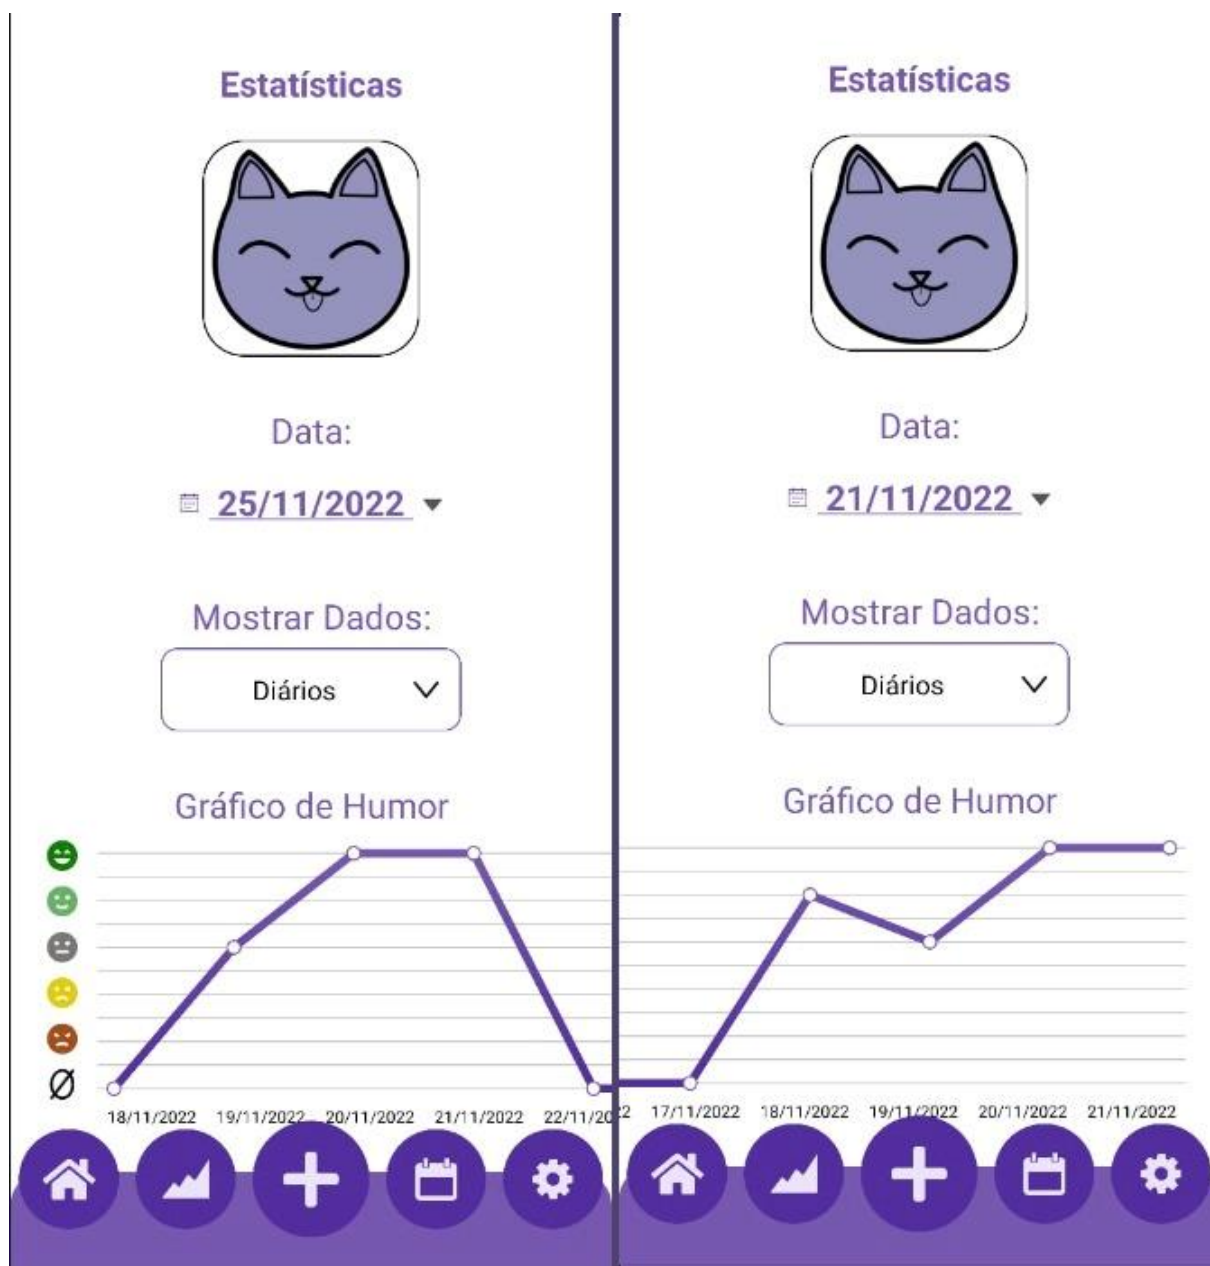 Estatísticas
Data:
25/11/2022
Mostrar Dados:
Diários
Gráfico de Humor
Ø
18/11/2022 19/11/2022 20/11/2022 21/11/2022
Estatísticas
Data:
21/11/2022
Mostrar Dados:
Diários
Gráfico de Humor
17/11/2022 18/11/2022 19/11/2022 20/11/2022 21/11/2022